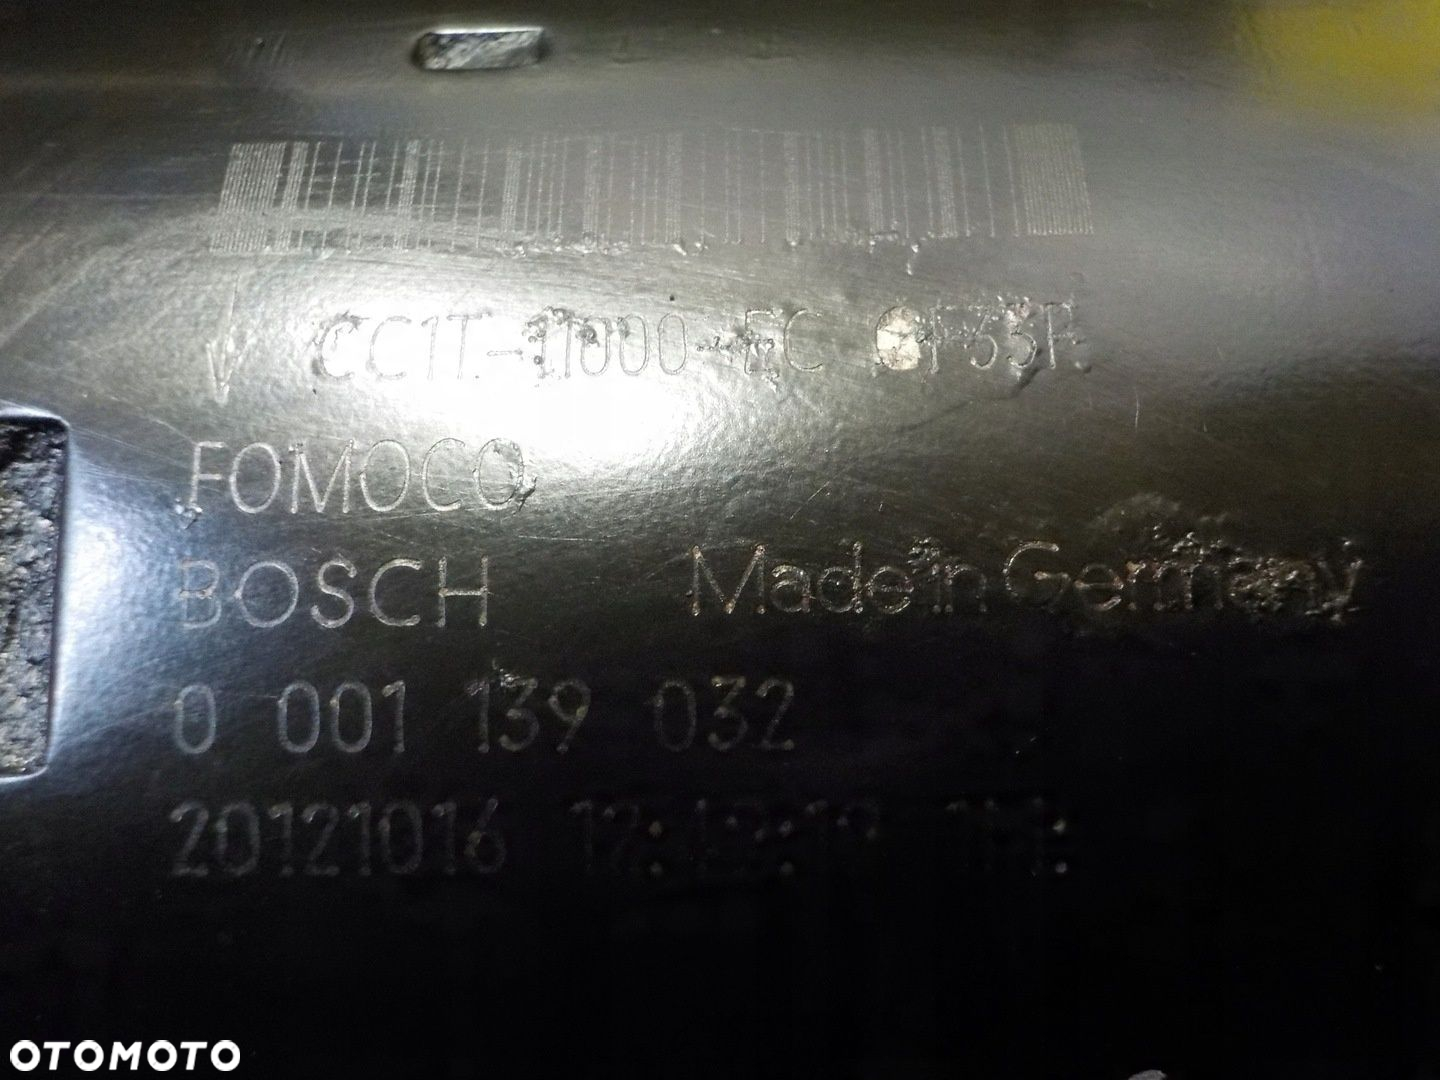 V CC1T-11000-EC
FOMOCO
BOSCH Made in Germany
0 001 139 032
20121016
OTOMOTO